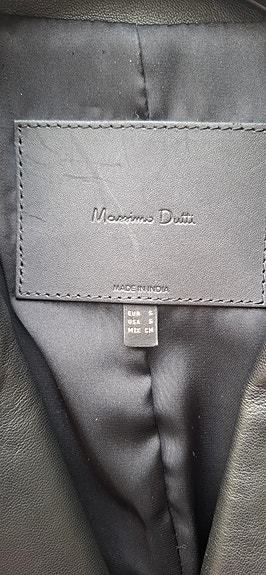 Massimo Dutti
MADE IN INDIA
EUR S
USA S
MEX CH